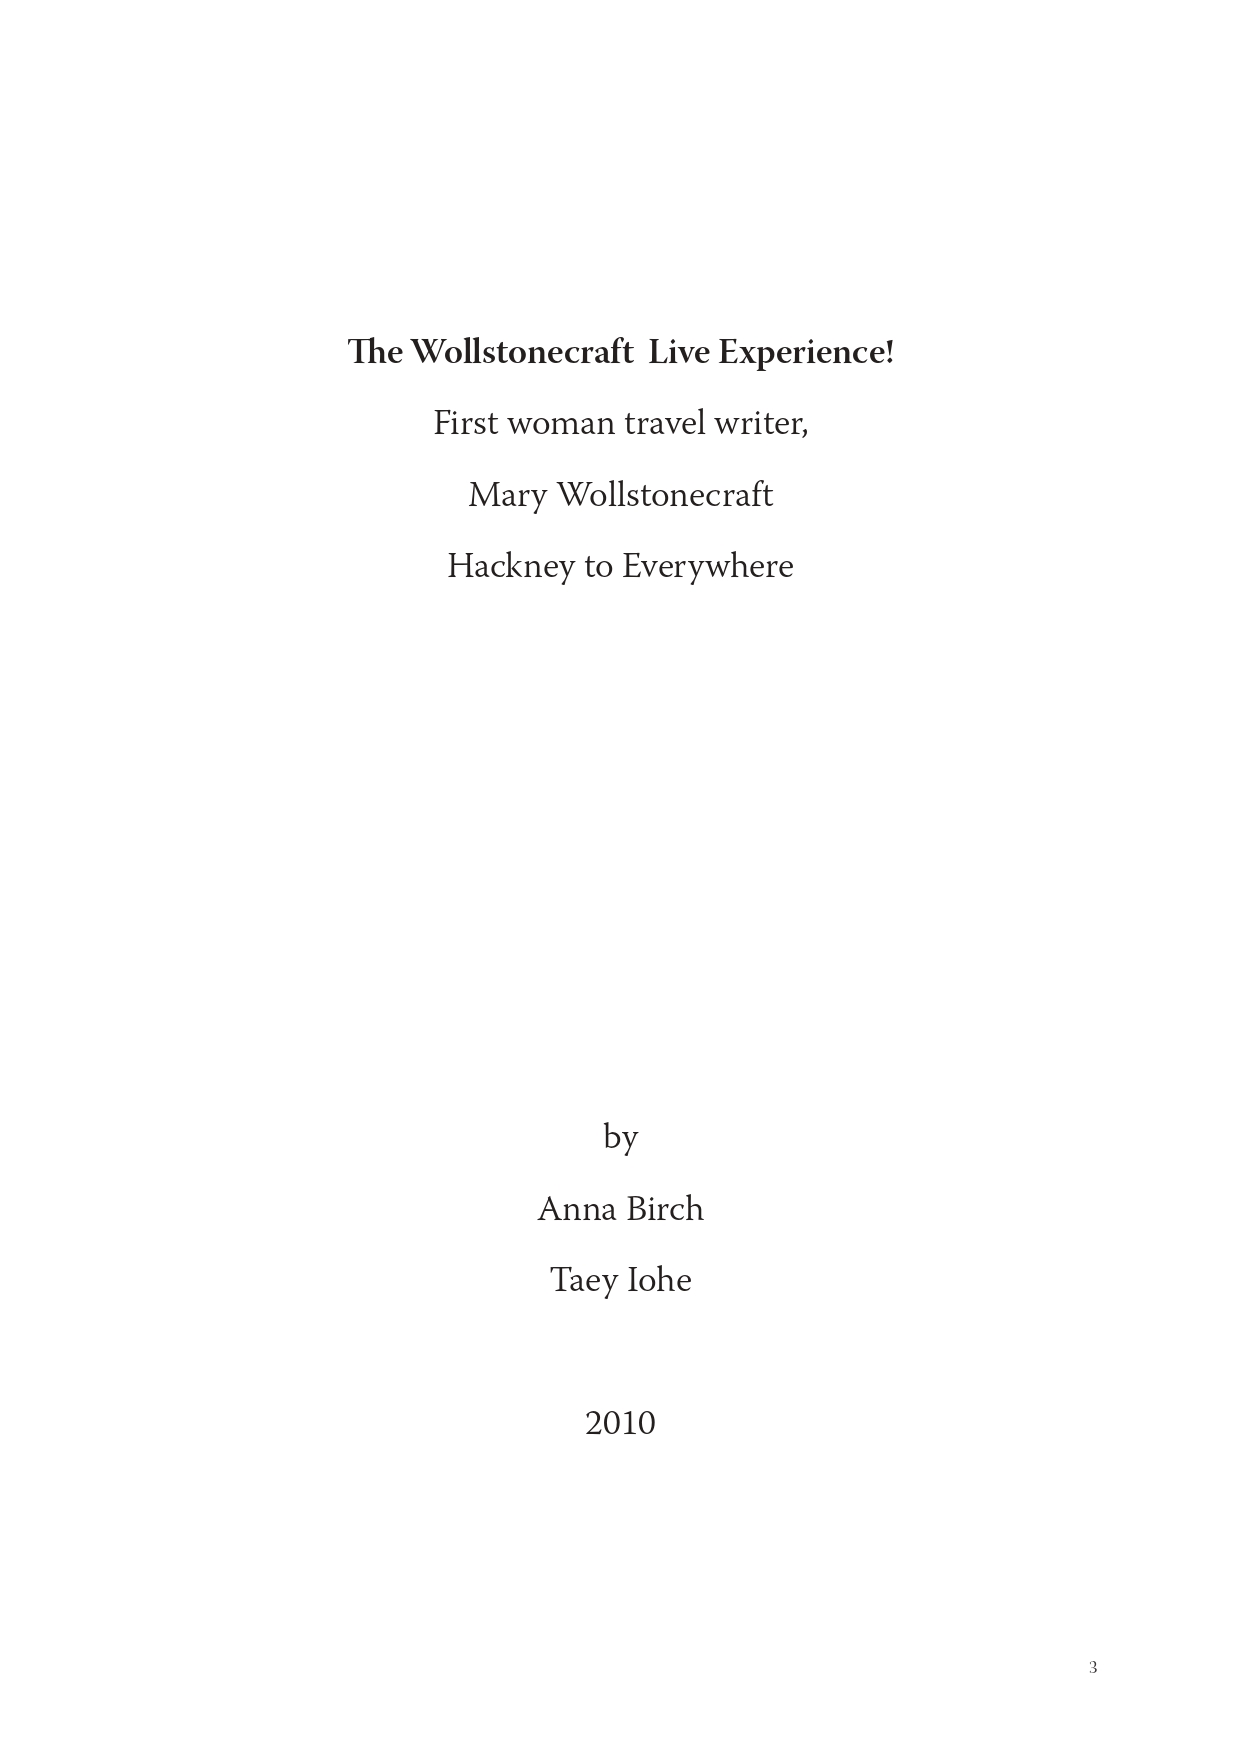 The Wollstonecraft  Live Experience!
First woman travel writer,
Mary Wollstonecraft
Hackney to Everywhere
by
Anna Birch
Taey Iohe
2010
3